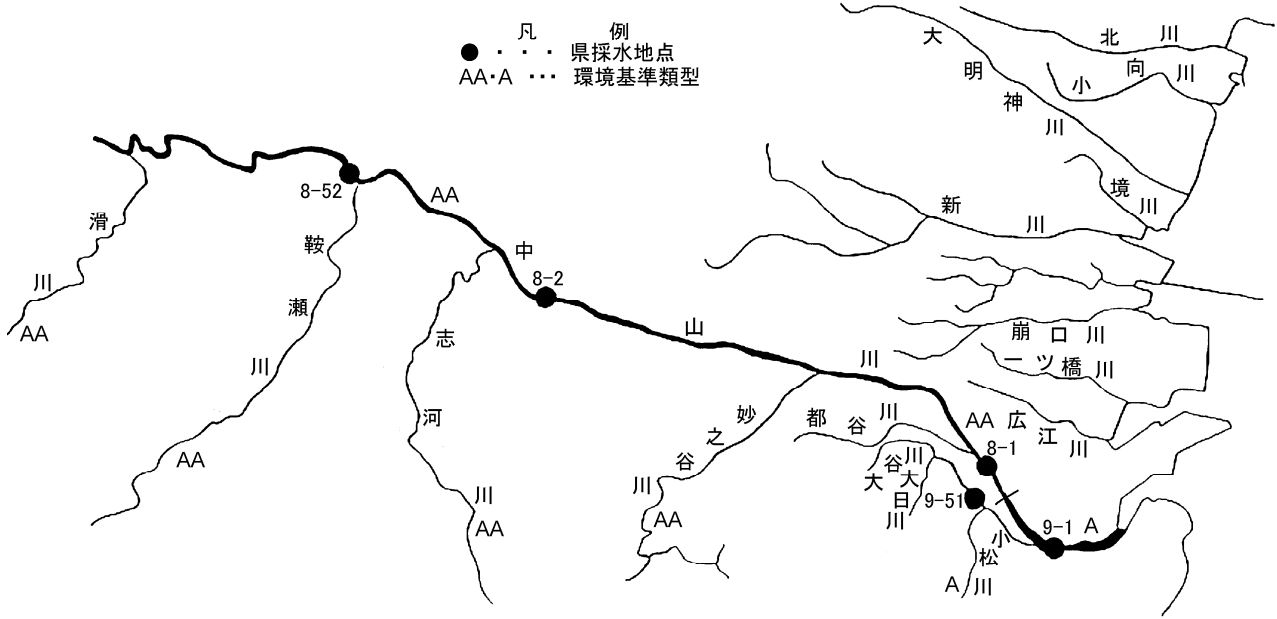 凡 例
● ・・・ 県採水地点
AA・A ・・・ 環境基準類型
北川
小向川
大明神川
境川
新川
崩口川
一ツ橋川
広江川
中山川
AA
AA
A
8-52
8-2
8-1
9-51
9-1
滑川
AA
鞍瀬川
AA
志河川
AA
妙之谷川
AA
都谷川
大谷川
大日川
小松川
A